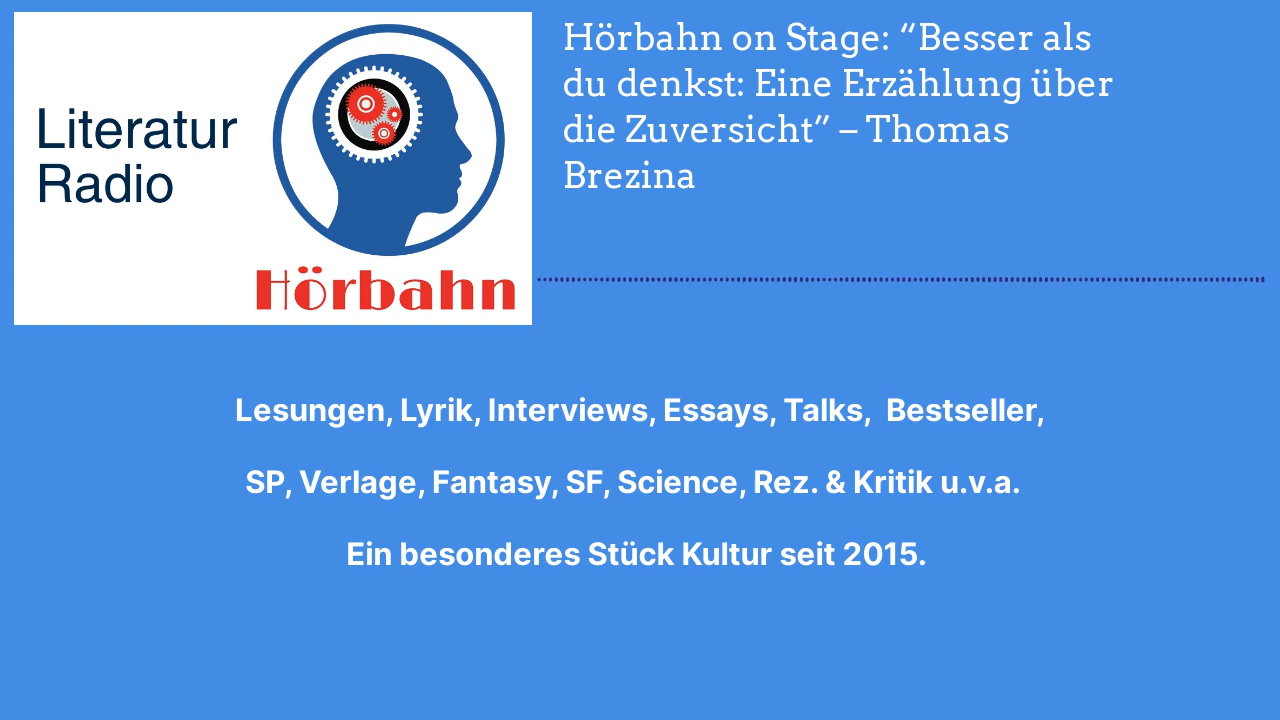 Literatur
Radio
Hörbahn
Hörbahn on Stage: “Besser als
du denkst: Eine Erzählung über
die Zuversicht” – Thomas
Brezina
Lesungen, Lyrik, Interviews, Essays, Talks,  Bestseller,
SP, Verlage, Fantasy, SF, Science, Rez. & Kritik u.v.a.
Ein besonderes Stück Kultur seit 2015.